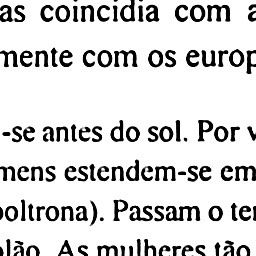 as coincidia com a
mente com os europ
-se antes do sol. Por v
mens estendem-se em
poltrona). Passam o te
olão. As mulheres tão